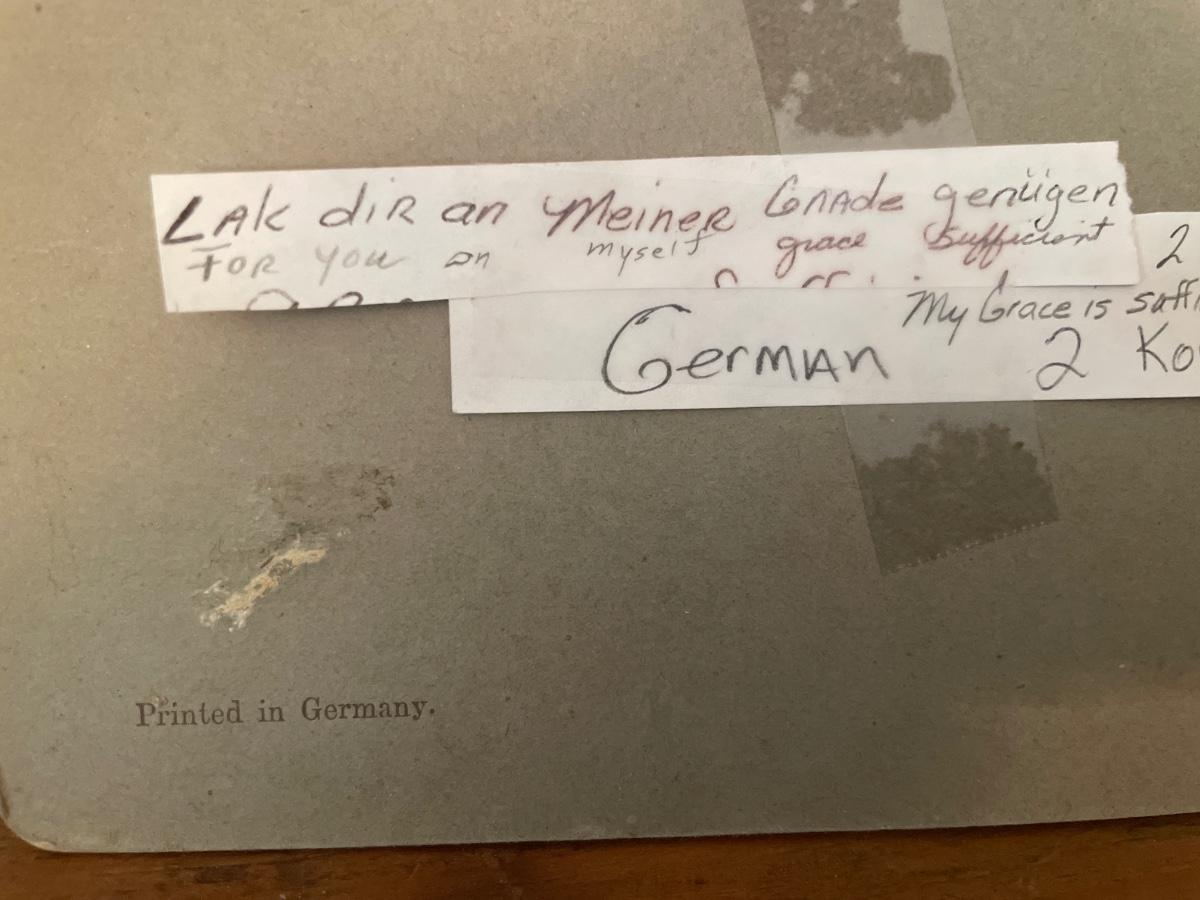 LAK diR an MeineR GnAde genügen
FOR you on myself grace sufficient
2
My Grace is suffi
GerMAN 2 Ko
Printed in Germany.